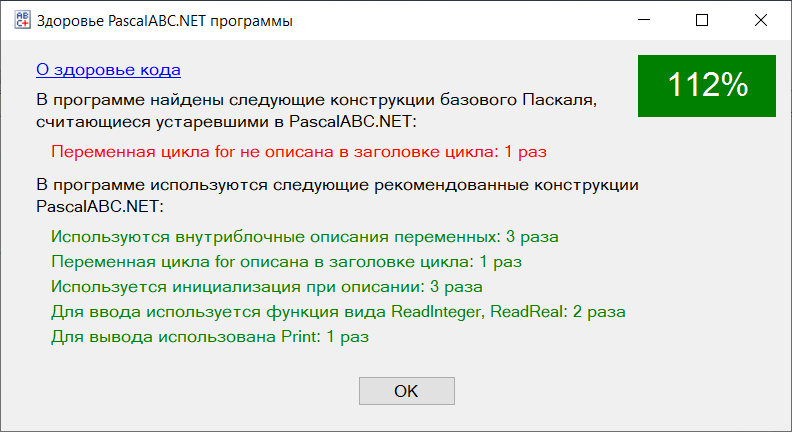 Здоровье PascalABC.NET программы
О здоровье кода
112%
В программе найдены следующие конструкции базового Паскаля,
считающиеся устаревшими в PascalABC.NET:
Переменная цикла for не описана в заголовке цикла: 1 раз
В программе используются следующие рекомендованные конструкции
PascalABC.NET:
Используются внутриблочные описания переменных: 3 раза
Переменная цикла for описана в заголовке цикла: 1 раз
Используется инициализация при описании: 3 раза
Для ввода используется функция вида ReadInteger, ReadReal: 2 раза
Для вывода использована Print: 1 раз
OK